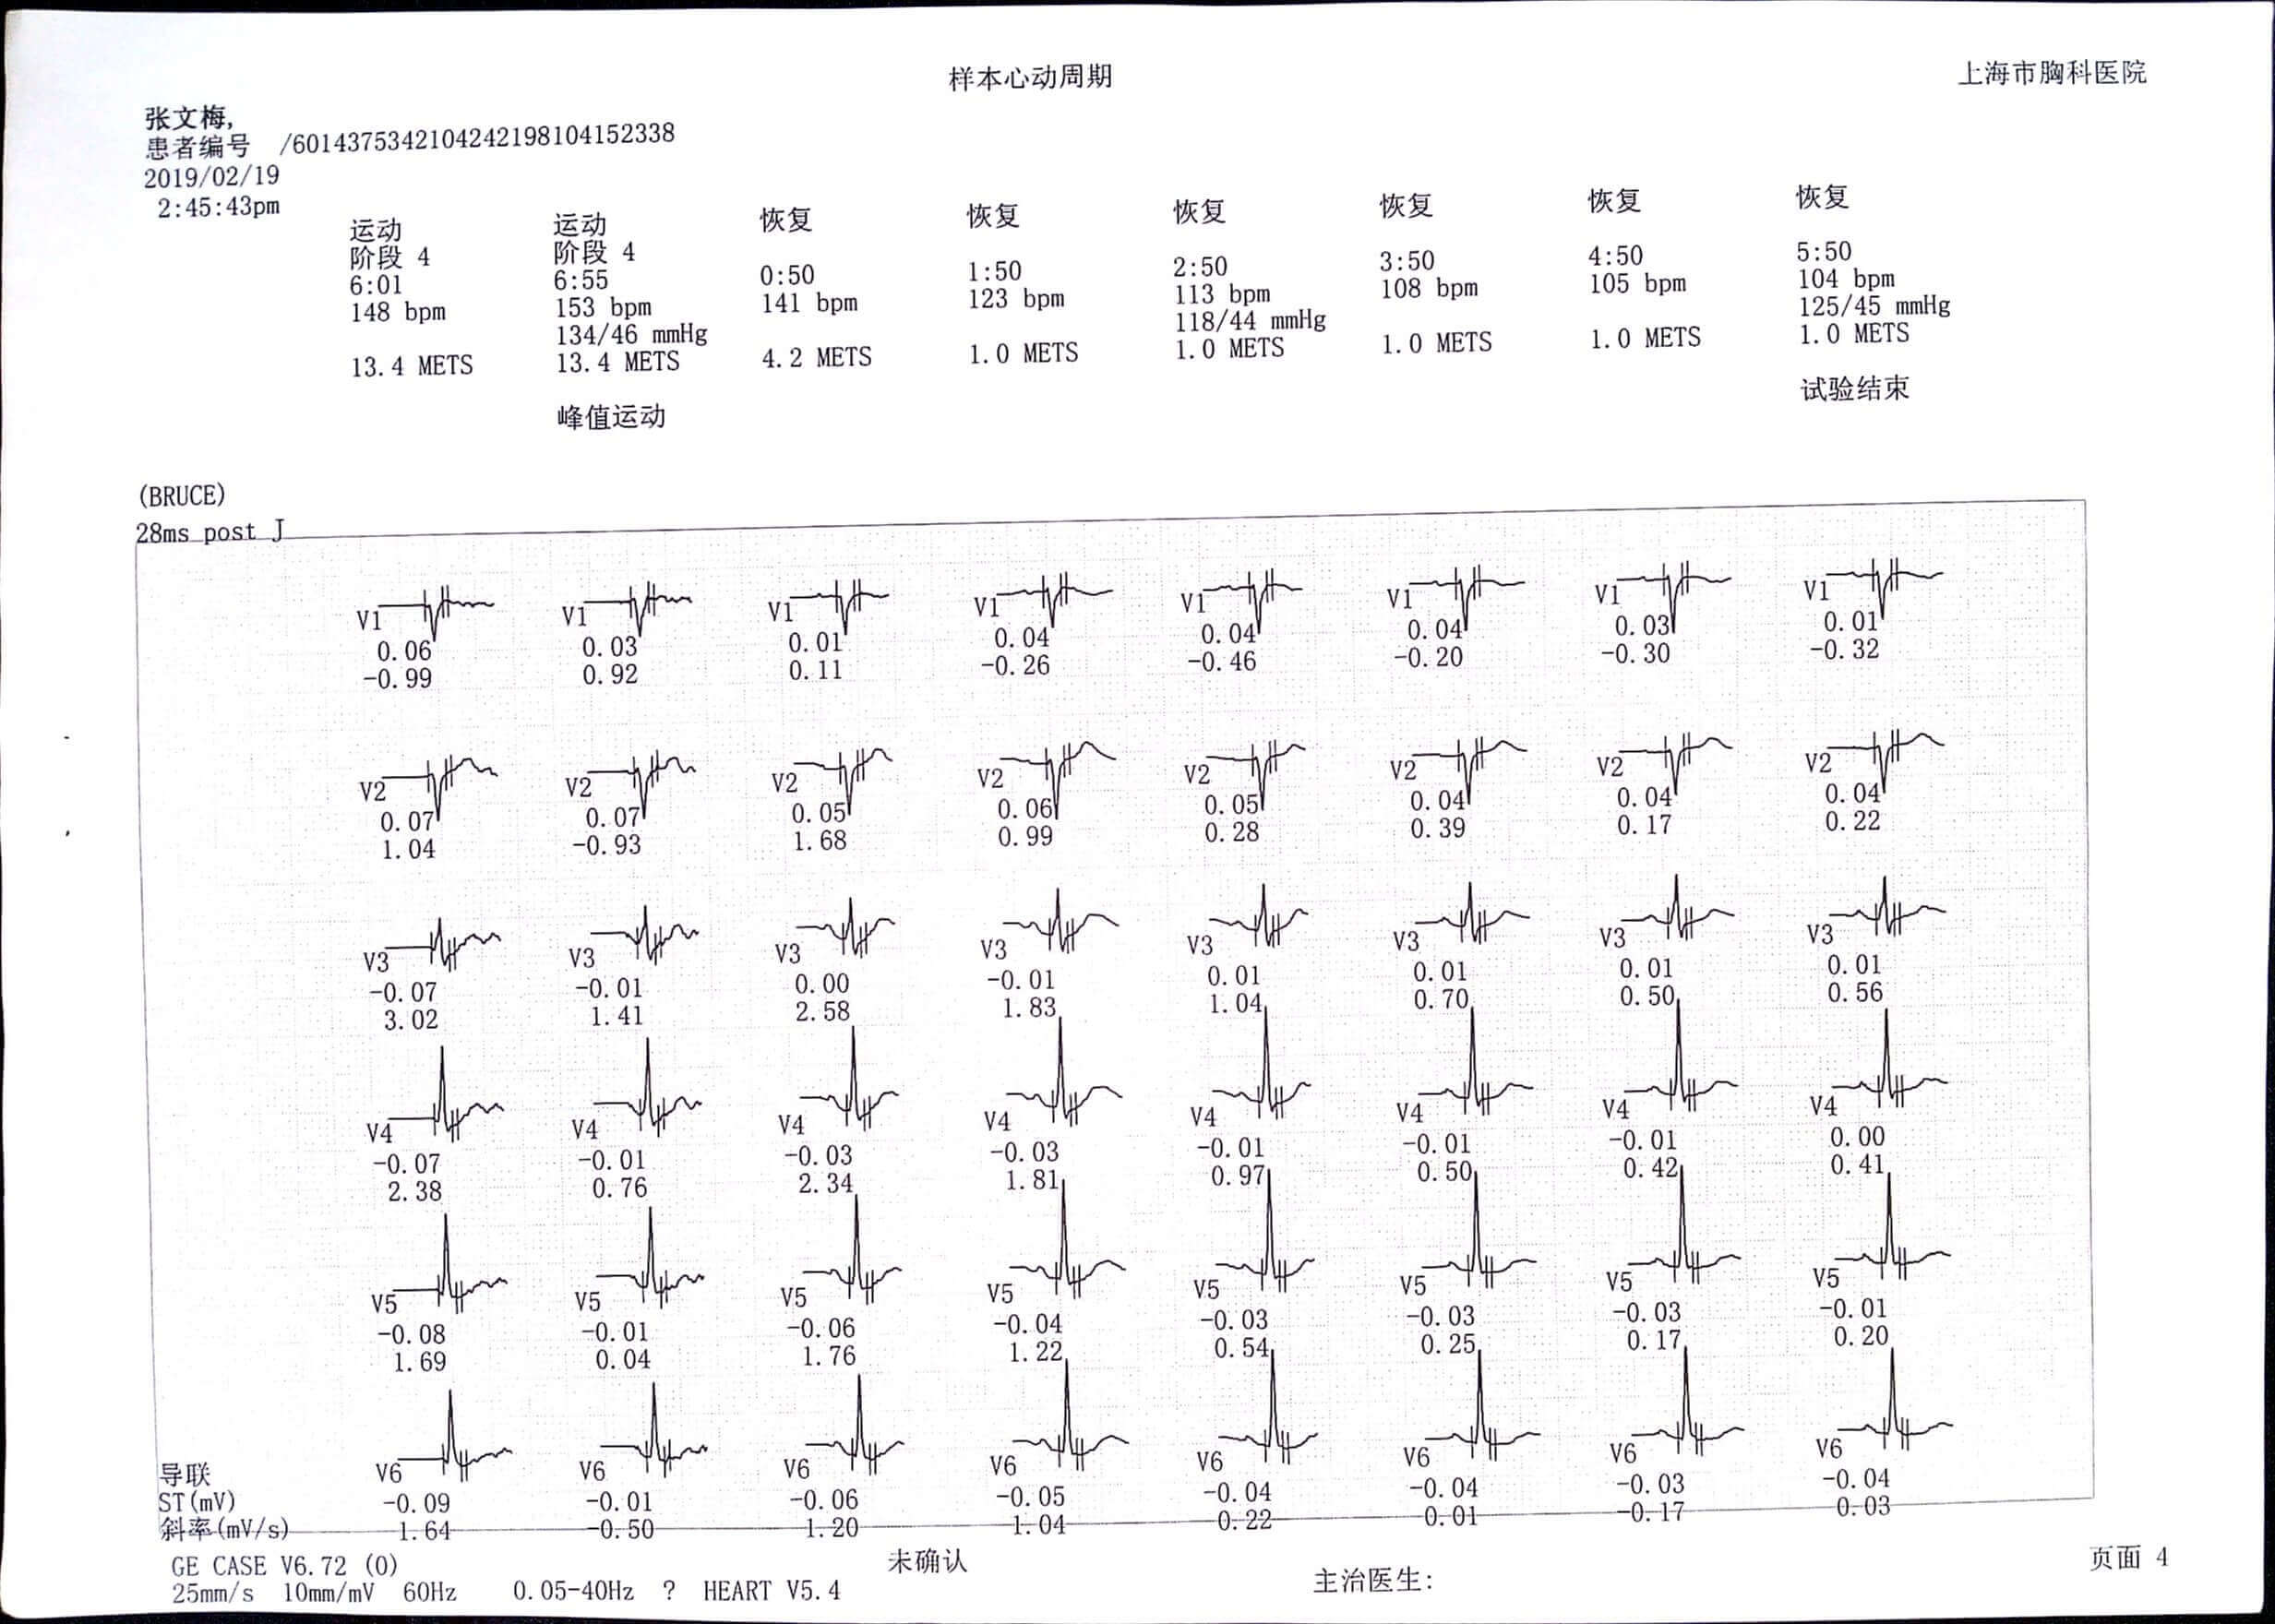 样本心动周期
上海市胸科医院
张文梅,
患者编号 /6014375342104242198104152338
2019/02/19
2:45:43pm
运动 运动 恢复 恢复 恢复 恢复 恢复 恢复
阶段 4 阶段 4
6:01 6:55 0:50 1:50 2:50 3:50 4:50 5:50
148 bpm 153 bpm 141 bpm 123 bpm 113 bpm 108 bpm 105 bpm 104 bpm
134/46 mmHg 118/44 mmHg 125/45 mmHg
13.4 METS 13.4 METS 4.2 METS 1.0 METS 1.0 METS 1.0 METS 1.0 METS 1.0 METS
峰值运动 试验结束
(BRUCE)
28ms post J
V1 V1 V1 V1 V1 V1 V1 V1
0.06 0.03 0.01 0.04 0.04 0.04 0.03 0.01
-0.99 0.92 0.11 -0.26 -0.46 -0.20 -0.30 -0.32
V2 V2 V2 V2 V2 V2 V2 V2
0.07 0.07 0.05 0.06 0.05 0.04 0.04 0.04
1.04 -0.93 1.68 0.99 0.28 0.39 0.17 0.22
V3 V3 V3 V3 V3 V3 V3 V3
-0.07 -0.01 0.00 -0.01 0.01 0.01 0.01 0.01
3.02 1.41 2.58 1.83 1.04 0.70 0.50 0.56
V4 V4 V4 V4 V4 V4 V4 V4
-0.07 -0.01 -0.03 -0.03 -0.01 -0.01 -0.01 0.00
2.38 0.76 2.34 1.81 0.97 0.50 0.42 0.41
V5 V5 V5 V5 V5 V5 V5 V5
-0.08 -0.01 -0.06 -0.04 -0.03 -0.03 -0.03 -0.01
1.69 0.04 1.76 1.22 0.54 0.25 0.17 0.20
导联 V6 V6 V6 V6 V6 V6 V6 V6
ST(mV) -0.09 -0.01 -0.06 -0.05 -0.04 -0.04 -0.03 -0.04
斜率(mV/s) 1.64 -0.50 1.20 1.04 0.22 0.01 -0.17 0.03
GE CASE V6.72 (0) 未确认 页面 4
25mm/s 10mm/mV 60Hz 0.05-40Hz ? HEART V5.4 主治医生: